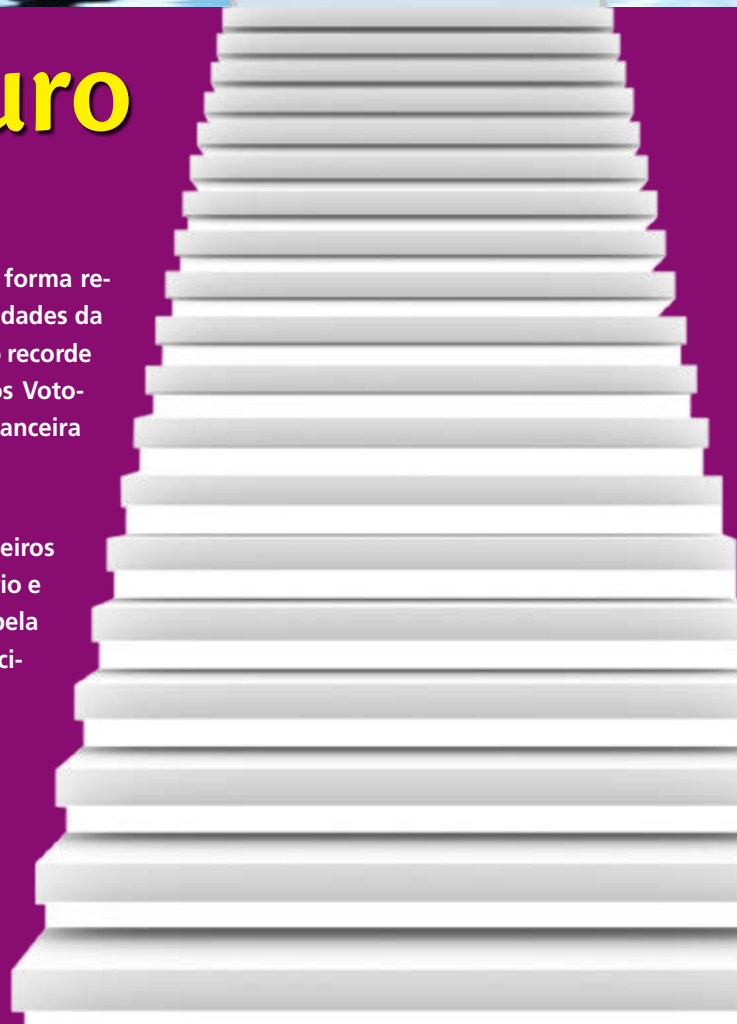 uro
forma re-
dades da
recorde
os Voto-
anceira
eiros
io e
pela
ci-